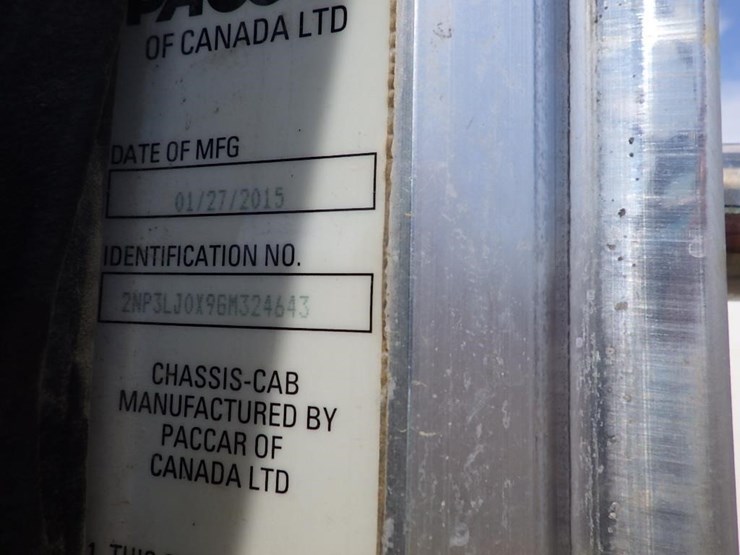 OF CANADA LTD
DATE OF MFG
01/27/2015
IDENTIFICATION NO.
2NP3LJ0X9GM324643
CHASSIS-CAB
MANUFACTURED BY
PACCAR OF
CANADA LTD